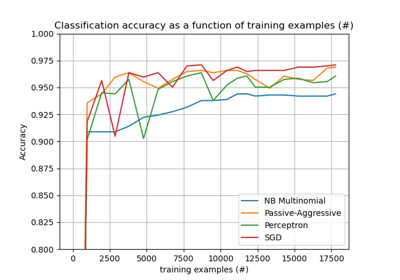 Classification accuracy as a function of training examples (#)
1.000
0.975
0.950
0.925
0.900
0.875
0.850
0.825
0.800
Accuracy
NB Multinomial
Passive-Aggressive
Perceptron
SGD
0 2500 5000 7500 10000 12500 15000 17500
training examples (#)